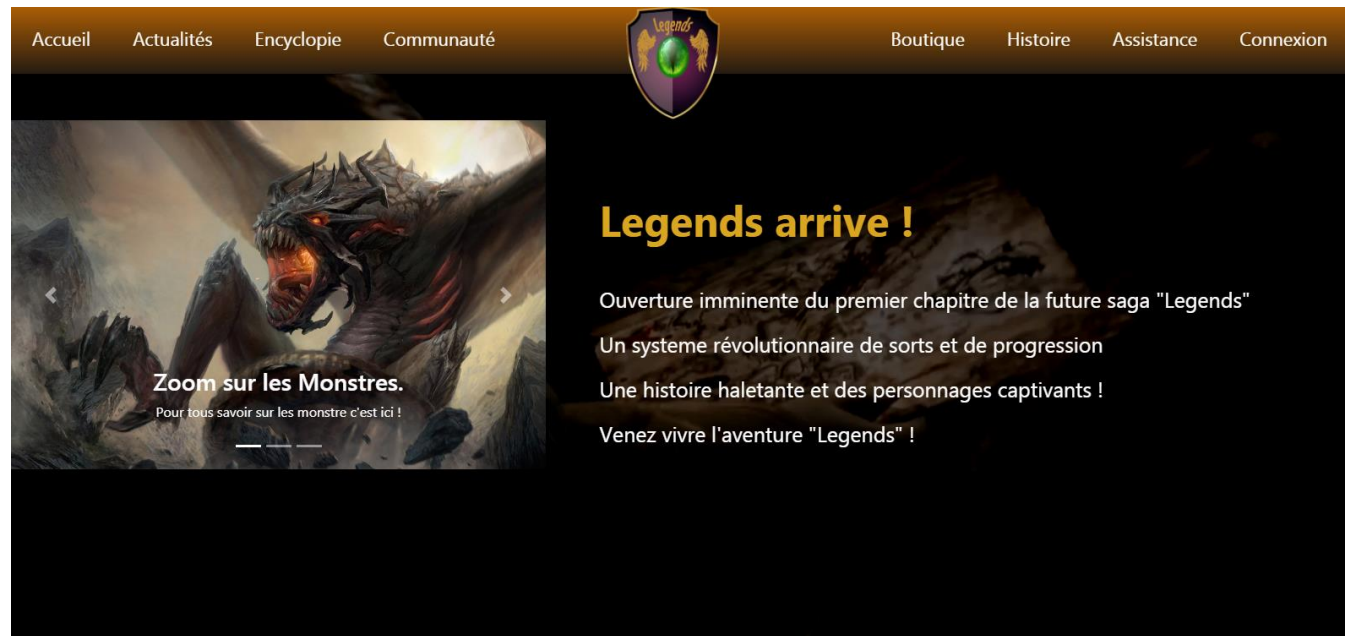 Accueil Actualités Encyclopie Communauté Legends Boutique Histoire Assistance Connexion
Legends arrive !
Ouverture imminente du premier chapitre de la future saga "Legends"
Un systeme révolutionnaire de sorts et de progression
Une histoire haletante et des personnages captivants !
Venez vivre l'aventure "Legends" !
Zoom sur les Monstres.
Pour tous savoir sur les monstre c'est ici !